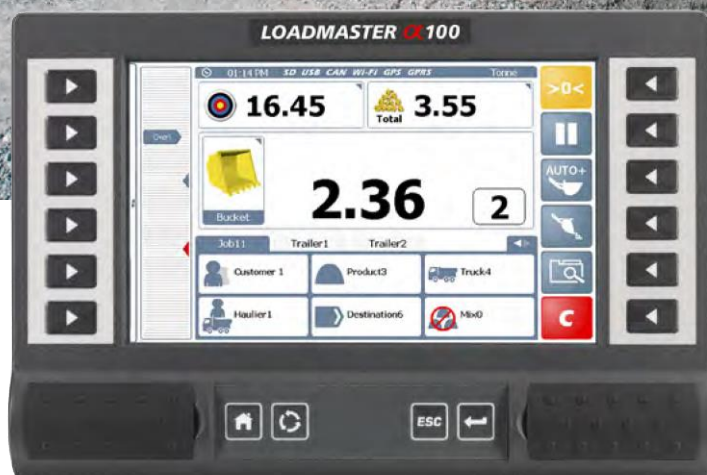 LOADMASTER α100
01:14 PM SD USB CAN Wi-Fi GPS GPRS Tonne
16.45
Total 3.55
>0<
AUTO+
Bucket
2.36
2
Job11 Trailer1 Trailer2
Customer 1 Product3 Truck4
Haulier1 Destination6 Mix0
C
ESC